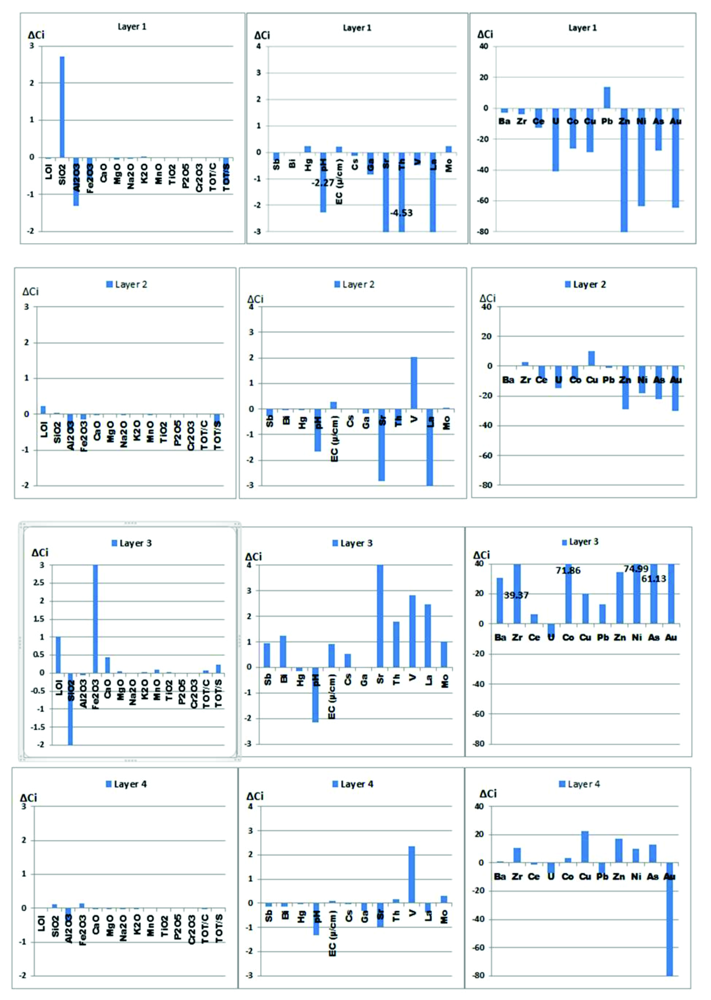 Layer 1
ΔCi
3
2
1
0
-1
-2
LOI
SiO2
Al2O3
Fe2O3
CaO
MgO
Na2O
K2O
MnO
TiO2
P2O5
Cr2O3
TOT/C
TOT/S
Layer 1
ΔCi
4
3
2
1
0
-1
-2
-3
Sb
Bi
Hg
pH
EC (µ/cm)
Cs
Ga
Sr
Th
V
La
Mo
-2.27
-4.53
Layer 1
ΔCi
40
20
0
-20
-40
-60
-80
Ba Zr Ce U Co Cu Pb Zn Ni As Au
Layer 2
ΔCi
3
2
1
0
-1
-2
LOI
SiO2
Al2O3
Fe2O3
CaO
MgO
Na2O
K2O
MnO
TiO2
P2O5
Cr2O3
TOT/C
TOT/S
Layer 2
ΔCi
4
3
2
1
0
-1
-2
-3
Sb
Bi
Hg
pH
EC (µ/cm)
Cs
Ga
Sr
Th
V
La
Mo
Layer 2
ΔCi
40
20
0
-20
-40
-60
-80
Ba Zr Ce U Co Cu Pb Zn Ni As Au
Layer 3
ΔCi
3
2.5
2
1.5
1
0.5
0
-0.5
-1
-1.5
-2
LOI
SiO2
Al2O3
Fe2O3
CaO
MgO
Na2O
K2O
MnO
TiO2
P2O5
Cr2O3
TOT/C
TOT/S
Layer 3
ΔCi
4
3
2
1
0
-1
-2
-3
Sb
Bi
Hg
pH
EC (µ/cm)
Cs
Ga
Sr
Th
V
La
Mo
Layer 3
ΔCi
40
20
0
-20
-40
-60
-80
71.86
74.99
61.13
39.37
Ba Zr Ce U Co Cu Pb Zn Ni As Au
Layer 4
ΔCi
3
2
1
0
-1
-2
LOI
SiO2
Al2O3
Fe2O3
CaO
MgO
Na2O
K2O
MnO
TiO2
P2O5
Cr2O3
TOT/C
TOT/S
Layer 4
ΔCi
4
3
2
1
0
-1
-2
-3
Sb
Bi
Hg
pH
EC (µ/cm)
Cs
Ga
Sr
Th
V
La
Mo
Layer 4
ΔCi
40
20
0
-20
-40
-60
-80
Ba Zr Ce U Co Cu Pb Zn Ni As Au